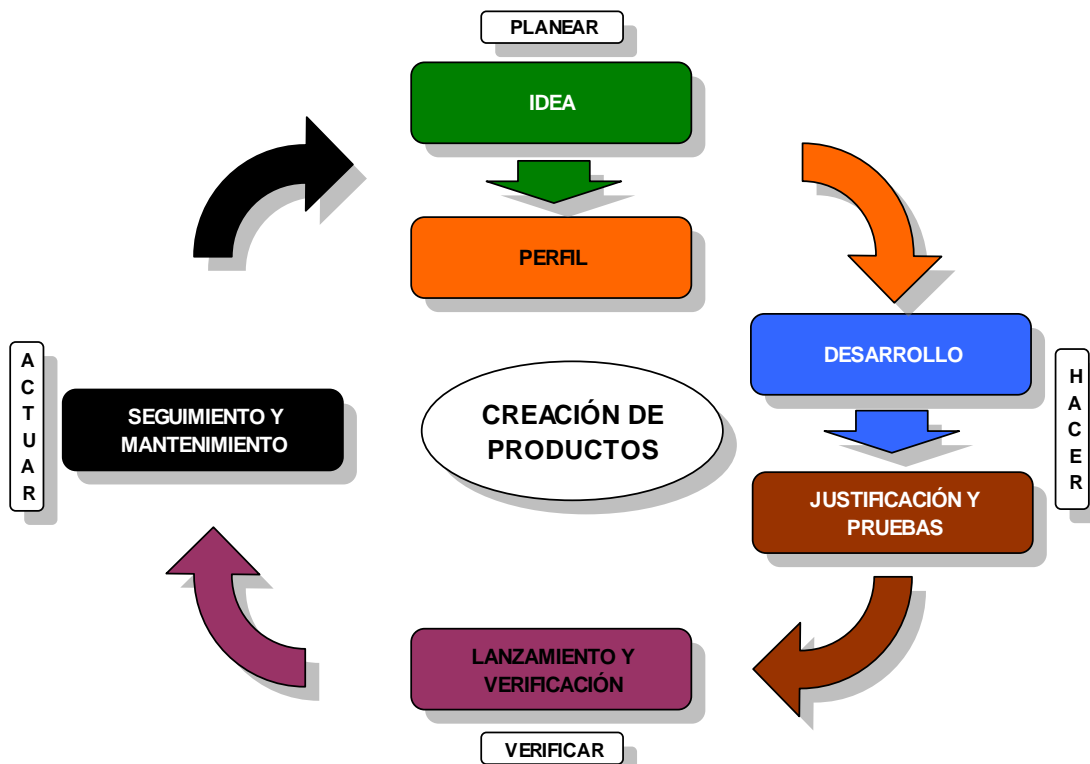 PLANEAR
IDEA
PERFIL
DESARROLLO
HACER
JUSTIFICACIÓN Y
PRUEBAS
CREACIÓN DE
PRODUCTOS
ACTUAR
SEGUIMIENTO Y
MANTENIMIENTO
LANZAMIENTO Y
VERIFICACIÓN
VERIFICAR